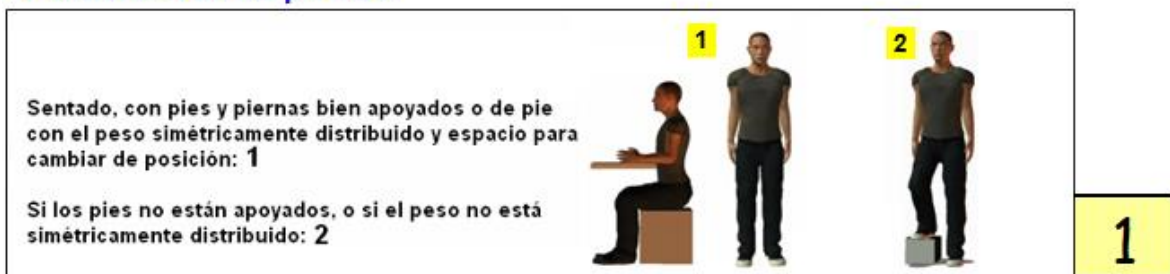 1
2
Sentado, con pies y piernas bien apoyados o de pie
con el peso simétricamente distribuido y espacio para
cambiar de posición: 1
Si los pies no están apoyados, o si el peso no está
simétricamente distribuido: 2
1